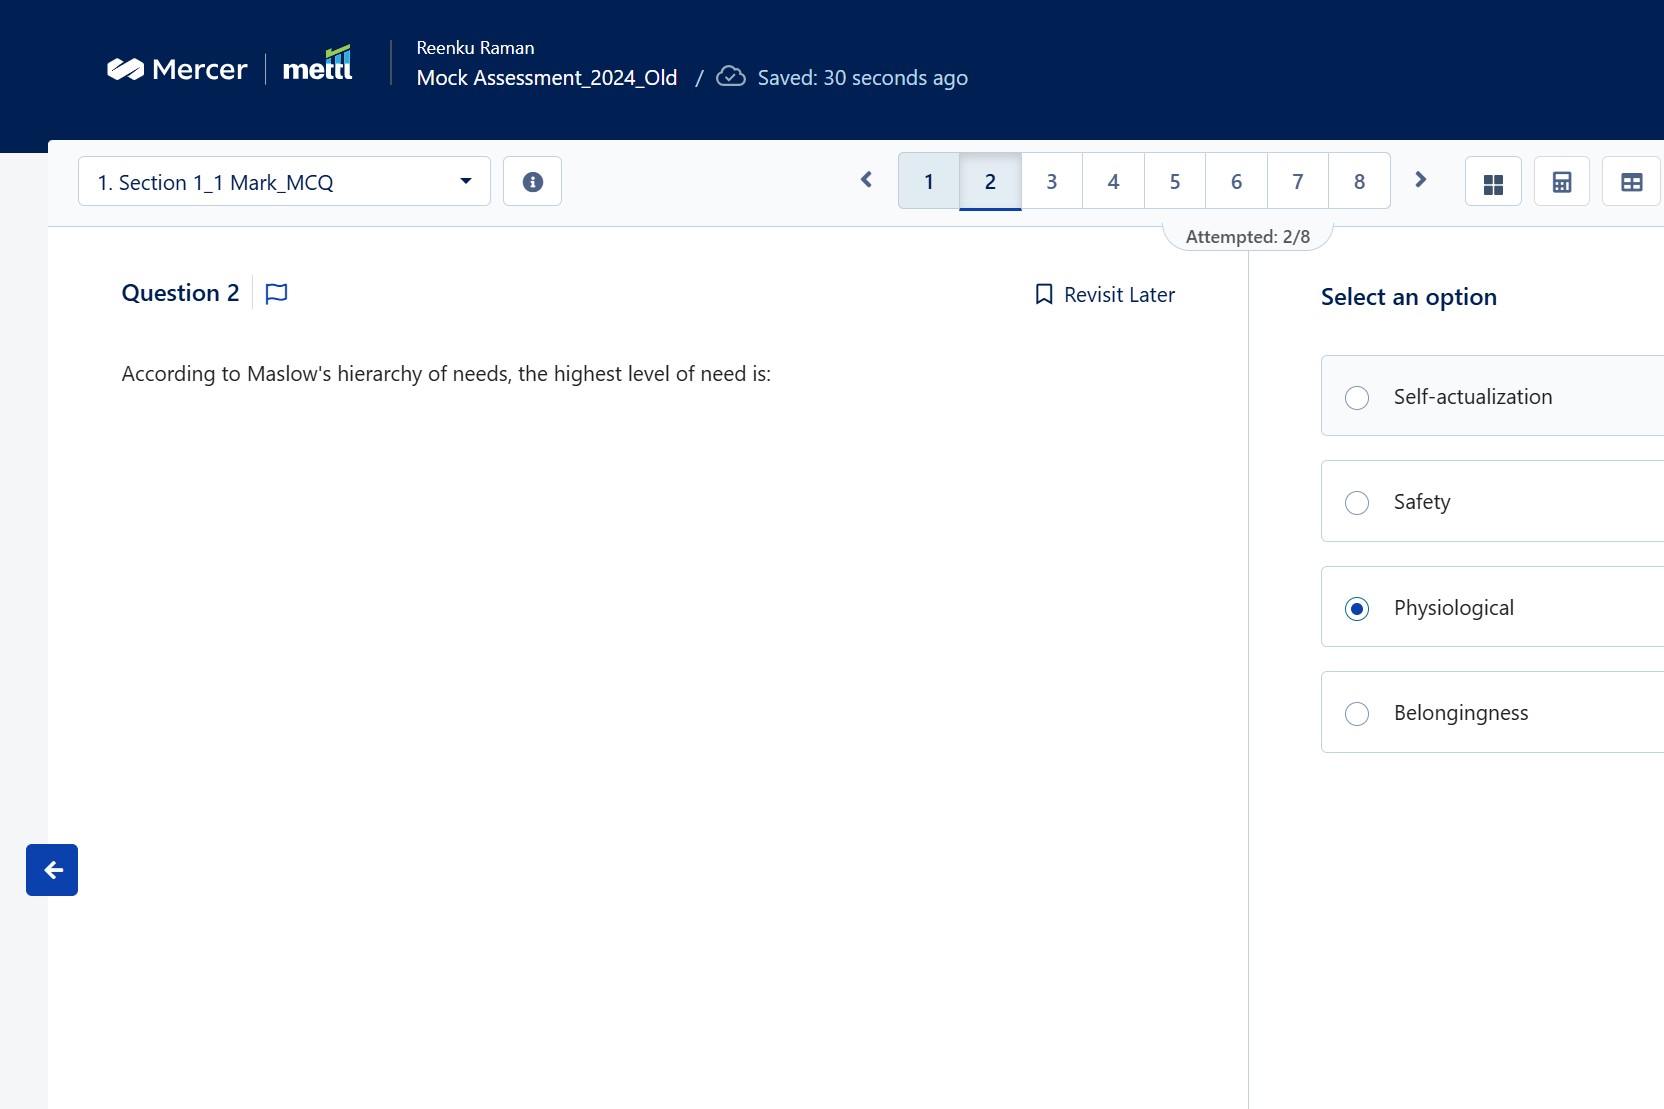 Mercer
mettl
Reenku Raman
Mock Assessment_2024_Old / Saved: 30 seconds ago
1. Section 1_1 Mark_MCQ
1 2 3 4 5 6 7 8
Attempted: 2/8
Question 2
Revisit Later
According to Maslow's hierarchy of needs, the highest level of need is:
Select an option
Self-actualization
Safety
Physiological
Belongingness